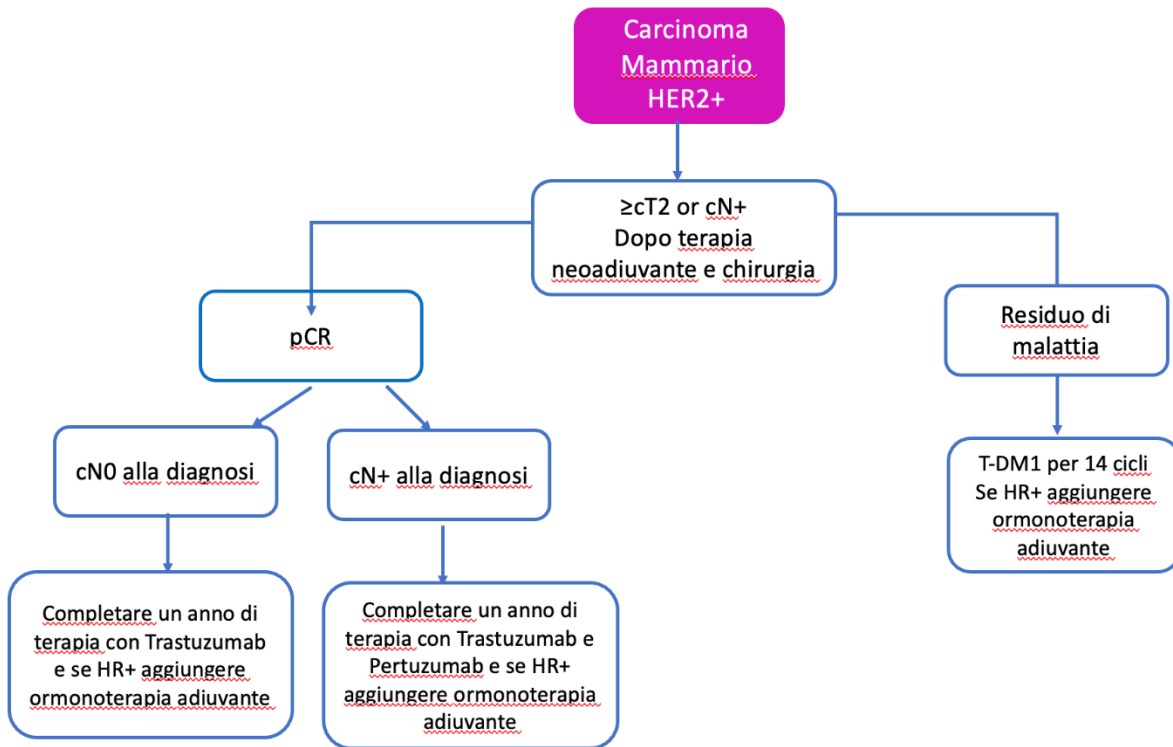 Carcinoma
Mammario
HER2+
≥cT2 or cN+
Dopo terapia
neoadiuvante e chirurgia
pCR
Residuo di
malattia
cN0 alla diagnosi
cN+ alla diagnosi
T-DM1 per 14 cicli
Se HR+ aggiungere
ormonoterapia
adiuvante
Completare un anno di
terapia con Trastuzumab
e se HR+ aggiungere
ormonoterapia adiuvante
Completare un anno di
terapia con Trastuzumab e
Pertuzumab e se HR+
aggiungere ormonoterapia
adiuvante